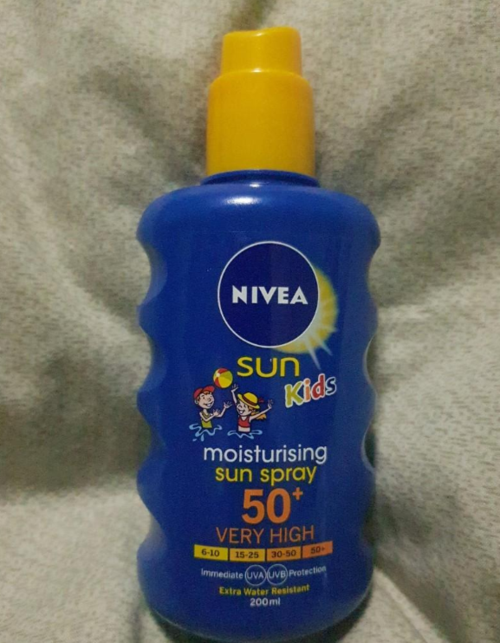 NIVEA
sun
Kids
moisturising
sun spray
50+
VERY HIGH
6-10 15-25 30-50 50+
Immediate UVA UVB Protection
Extra Water Resistant
200ml